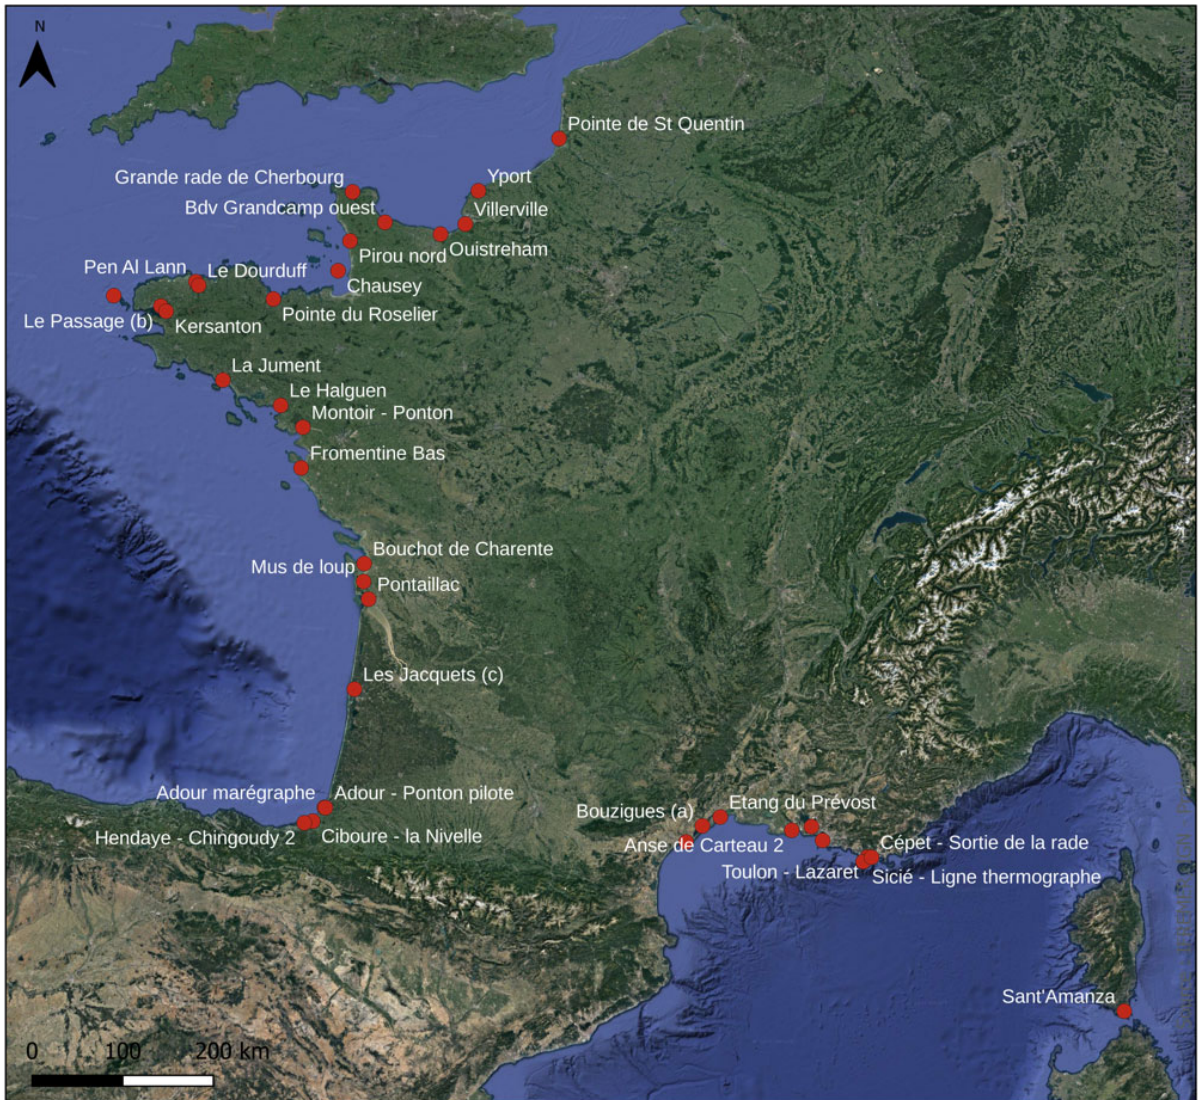 N
Pointe de St Quentin
Grande rade de Cherbourg
Yport
Bdv Grandcamp ouest
Villerville
Ouistreham
Pirou nord
Pen Al Lann
Le Dourduff
Chausey
Le Passage (b)
Kersanton
Pointe du Roselier
La Jument
Le Halguen
Montoir - Ponton
Fromentine Bas
Bouchot de Charente
Mus de loup
Pontaillac
Les Jacquets (c)
Adour marégraphe
Adour - Ponton pilote
Hendaye - Chingoudy 2
Ciboure - la Nivelle
Bouzigues (a)
Etang du Prévost
Anse de Carteau 2
Cépet - Sortie de la rade
Toulon - Lazaret
Sicié - Ligne thermographe
Sant'Amanza
0 100 200 km